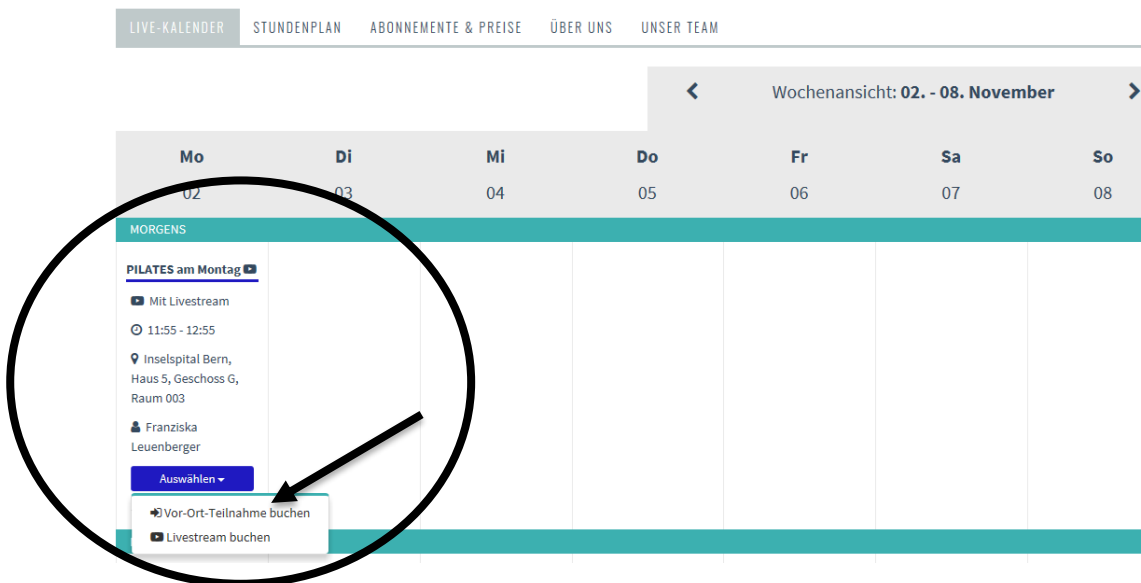 LIVE-KALENDER STUNDENPLAN ABONNEMENTE & PREISE ÜBER UNS UNSER TEAM
Wochenansicht: 02. - 08. November
Mo Di Mi Do Fr Sa So
02 03 04 05 06 07 08
MORGENS
PILATES am Montag
Mit Livestream
11:55 - 12:55
Inselspital Bern,
Haus 5, Geschoss G,
Raum 003
Franziska
Leuenberger
Auswählen
Vor-Ort-Teilnahme buchen
Livestream buchen